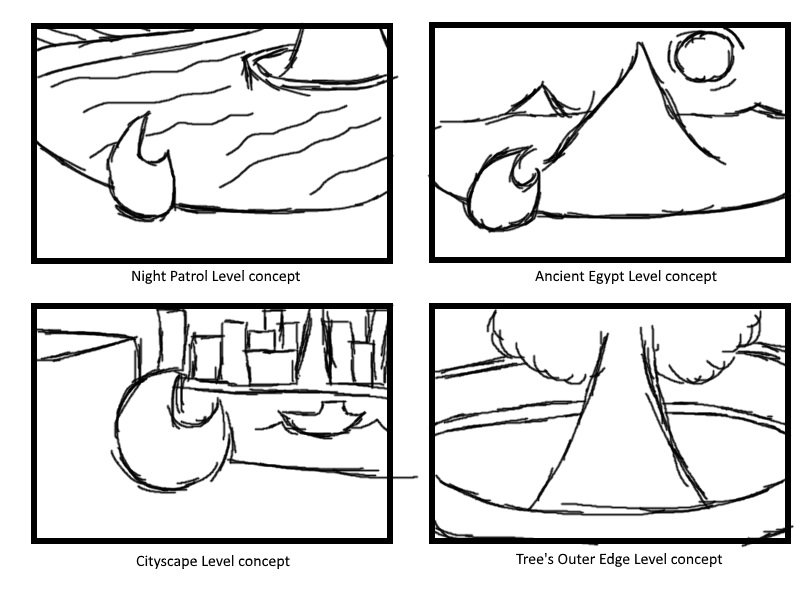 Night Patrol Level concept
Ancient Egypt Level concept
Cityscape Level concept
Tree's Outer Edge Level concept